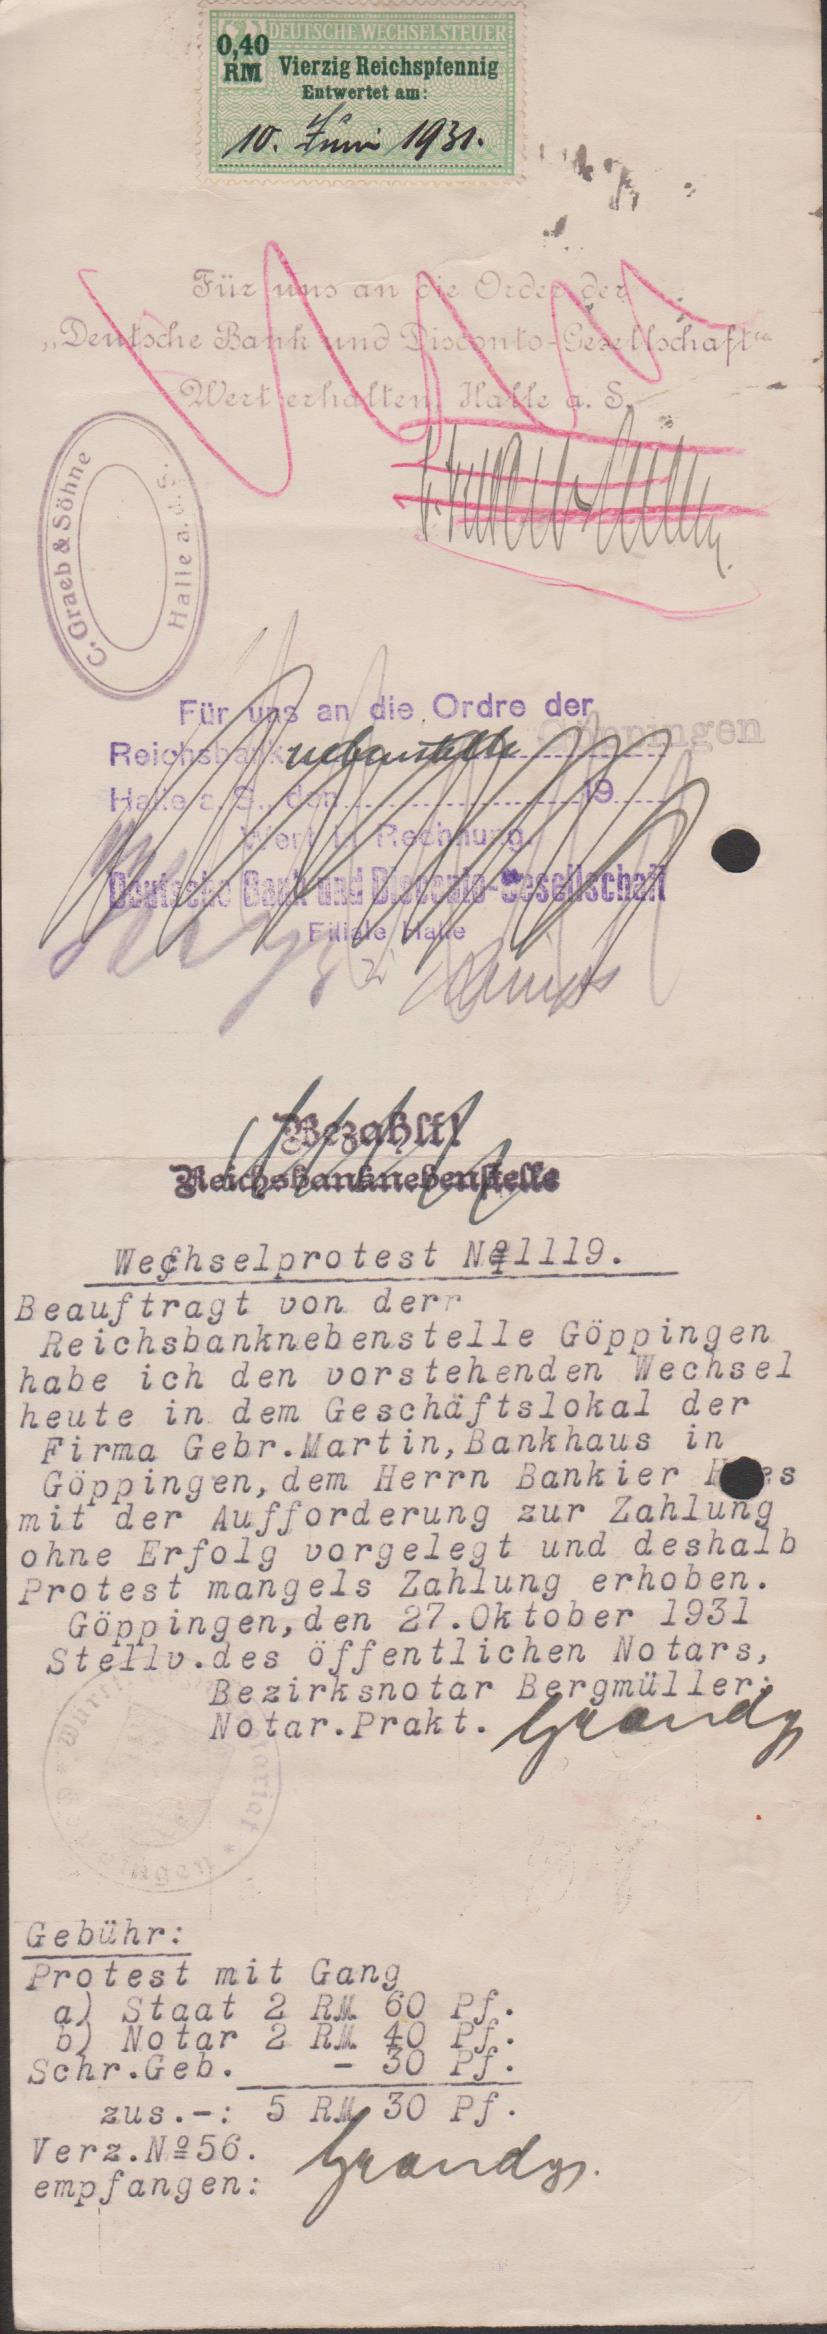 DEUTSCHE WECHSELSTEUER
0,40
RM
Vierzig Reichspfennig
Entwertet am:
10. Juni 1931.
Für uns an die Order der
„Deutsche Bank und Disconto-Gesellschaft“
Wert erhalten, Halle a. S.
C. Graeb & Söhne
Halle a. d. S.
Für uns an die Ordre der
Reichsbanknebenstelle Göppingen
Halle a. S., den 19
Wert in Rechnung.
Deutsche Bank und Disconto-Gesellschaft
Filiale Halle
Bezahlt!
Reichsbanknebenstelle
Wechselprotest № 1119.
Beauftragt von derr
Reichsbanknebenstelle Göppingen
habe ich den vorstehenden Wechsel
heute in dem Geschäftslokal der
Firma Gebr.Martin,Bankhaus in
Göppingen,dem Herrn Bankier
mit der Aufforderung zur Zahlung
ohne Erfolg vorgelegt und deshalb
Protest mangels Zahlung erhoben.
Göppingen,den 27.Oktober 1931
Stellv.des öffentlichen Notars,
Bezirksnotar Bergmüller:
Notar.Prakt.
Gebühr:
Protest mit Gang
a) Staat 2 RM 60 Pf.
b) Notar 2 RM 40 Pf.
Schr.Geb. - 30 Pf.
zus.-: 5 RM 30 Pf.
Verz.№56.
empfangen: